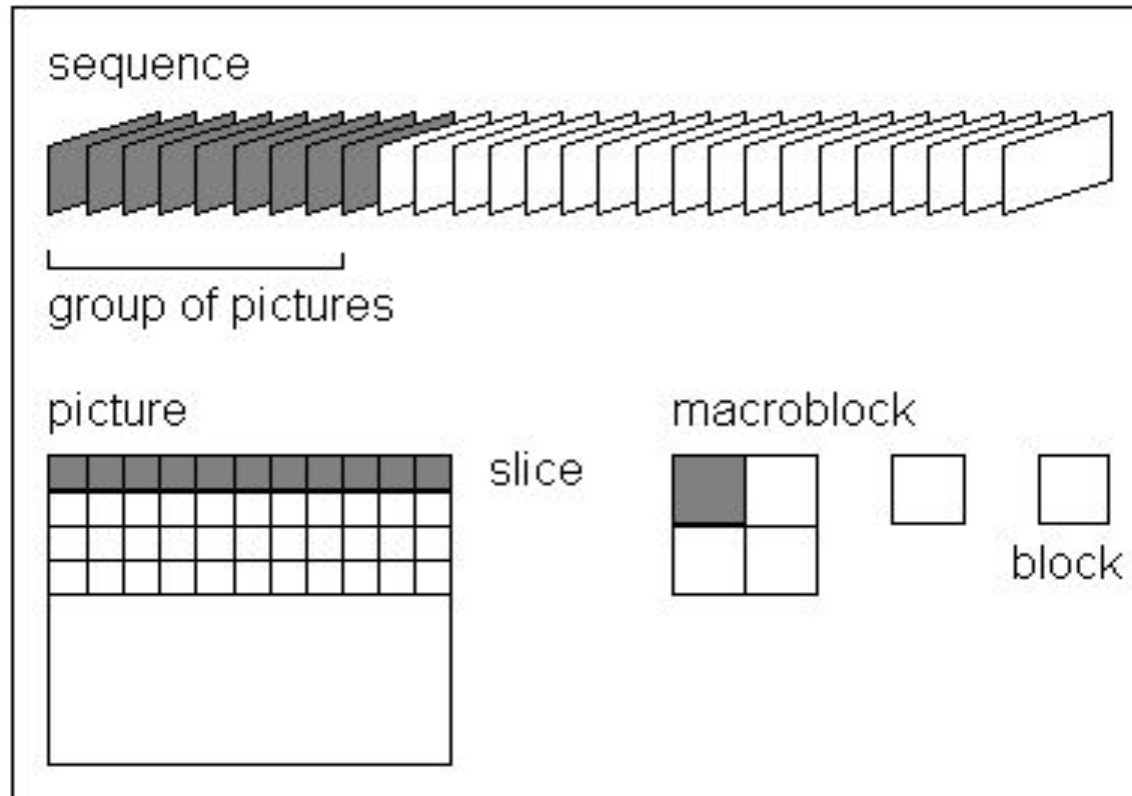 sequence
group of pictures
picture
slice
macroblock
block